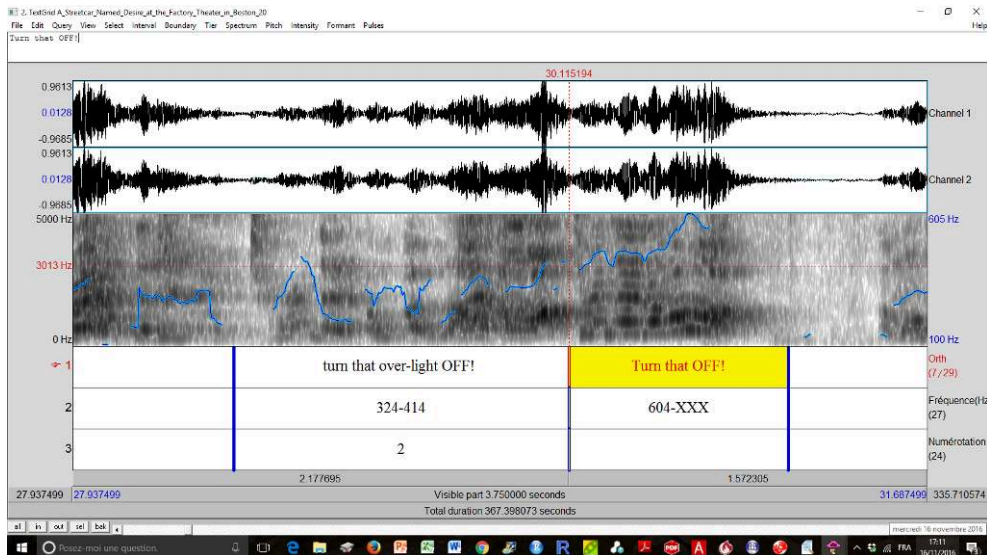 2. TextGrid A_Streetcar_Named_Desire_at_the_Factory_Theater_in_Boston_20
File Edit Query View Select Interval Boundary Tier Spectrum Pitch Intensity Formant Pulses Help
Turn that OFF!
30.115194
0.9613
0.0128
-0.9685
Channel 1
0.9613
0.0128
-0.9685
Channel 2
5000 Hz 605 Hz
3013 Hz
0 Hz 100 Hz
1 turn that over-light OFF! Turn that OFF! Orth
(7/29)
2 324-414 604-XXX Fréquence(Hz
(27)
3 2 Numérotation
(24)
2.177695 1.572305
27.937499 27.937499 Visible part 3.750000 seconds 31.687499 335.710574
Total duration 367.398073 seconds
all in out sel bak mercredi 16 novembre 2016
Posez-moi une question. FRA 17:11
16/11/2016